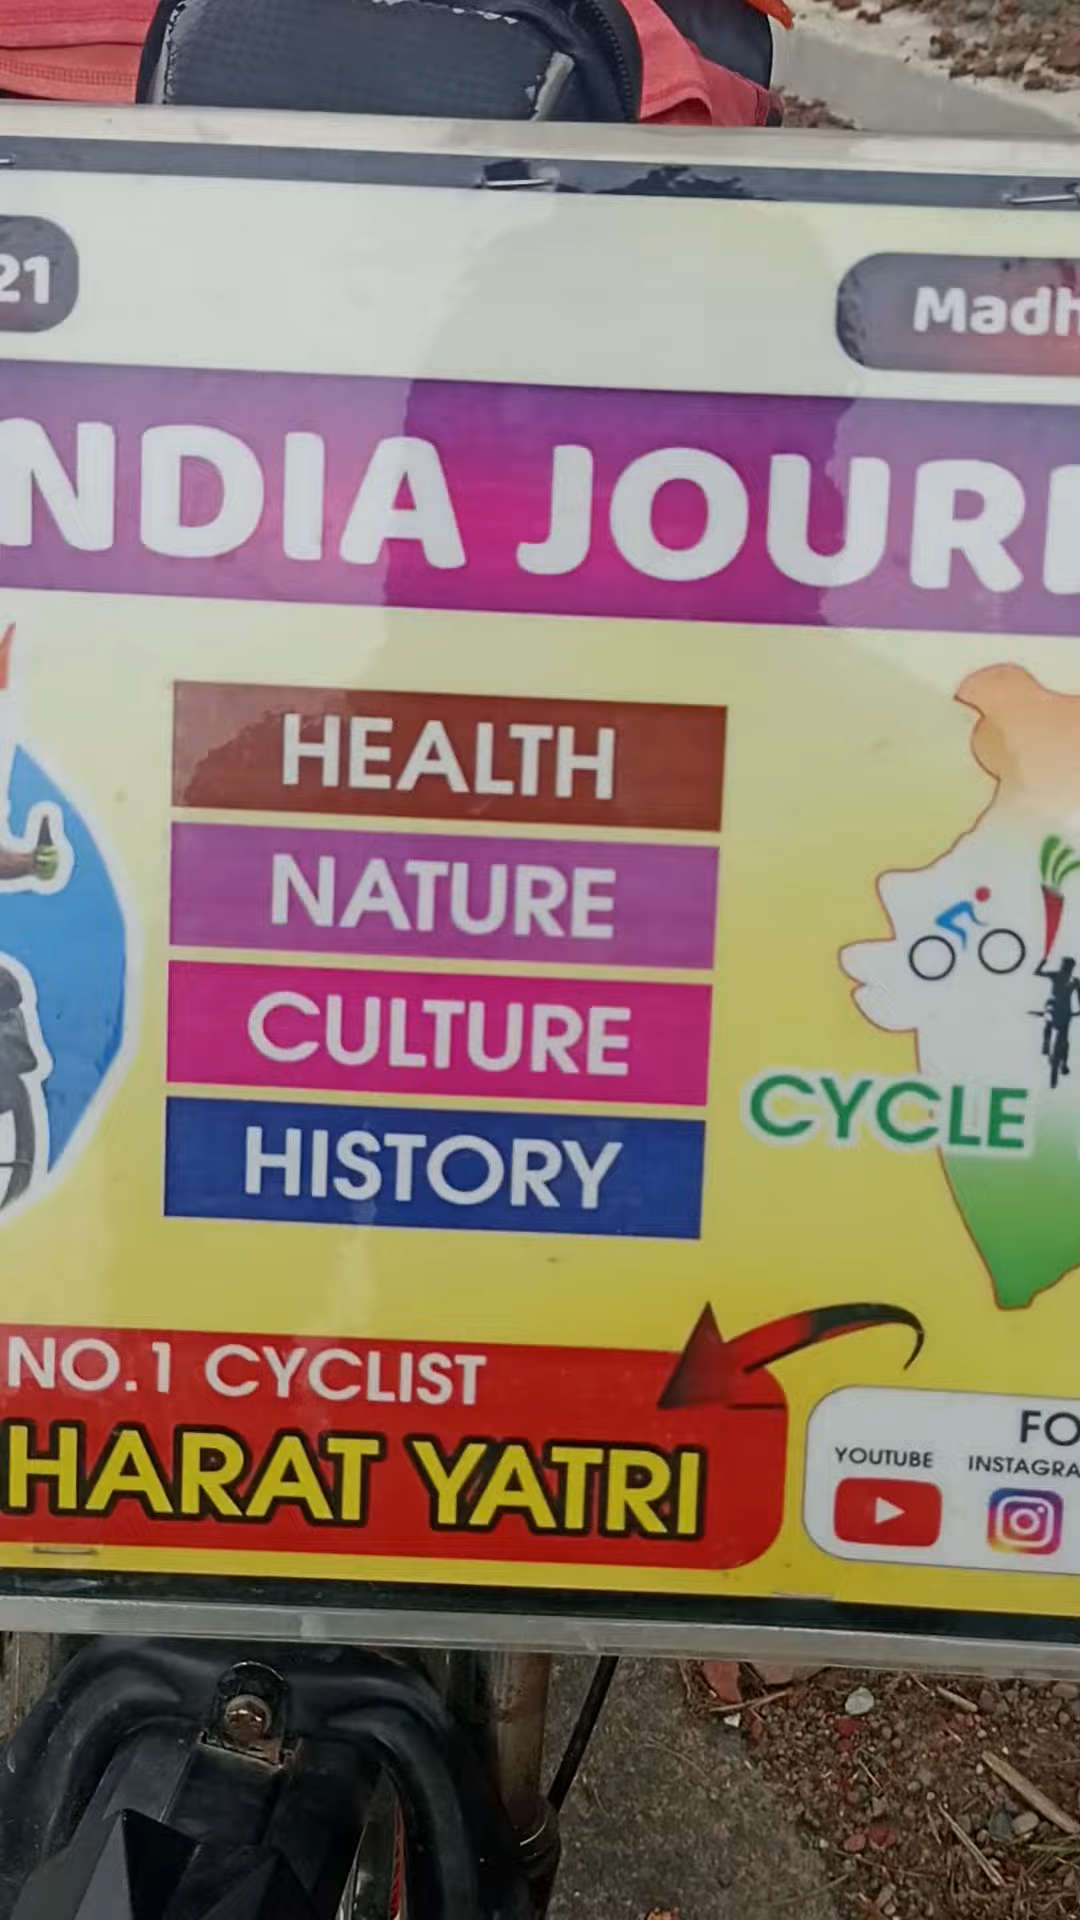 21
Madh
NDIA JOUR
HEALTH
NATURE
CULTURE
HISTORY
CYCLE
NO.1 CYCLIST
HARAT YATRI
FO
YOUTUBE INSTAGRA